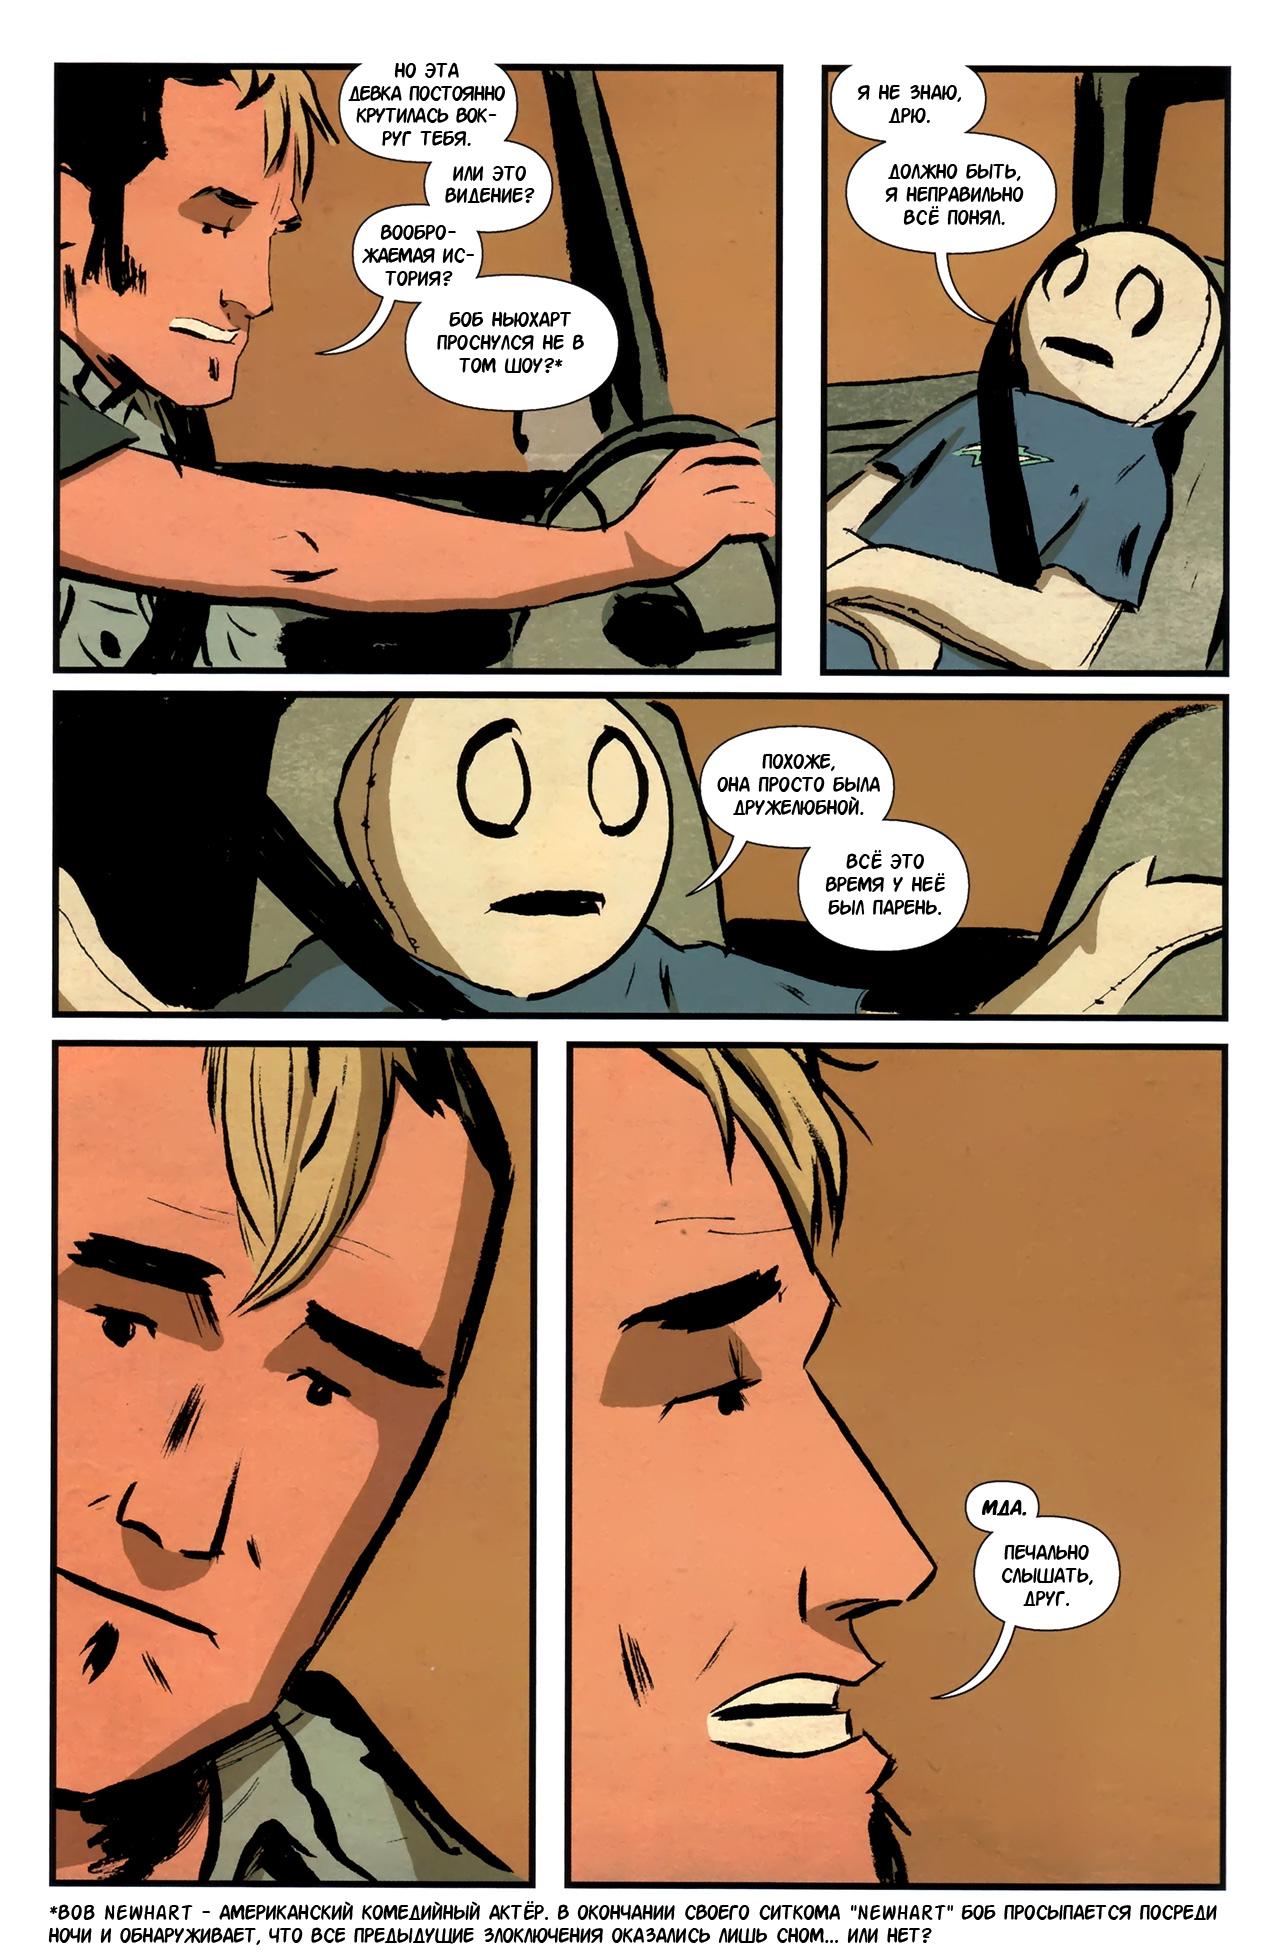 НО ЭТА
ДЕВКА ПОСТОЯННО
КРУТИЛАСЬ ВОК-
РУГ ТЕБЯ.
ИЛИ ЭТО
ВИДЕНИЕ?
ВООБРО-
ЖАЕМАЯ ИС-
ТОРИЯ?
БОБ НЬЮХАРТ
ПРОСНУЛСЯ НЕ В
ТОМ ШОУ?*
Я НЕ ЗНАЮ,
ДРЮ.
ДОЛЖНО БЫТЬ,
Я НЕПРАВИЛЬНО
ВСЁ ПОНЯЛ.
ПОХОЖЕ,
ОНА ПРОСТО БЫЛА
ДРУЖЕЛЮБНОЙ.
ВСЁ ЭТО
ВРЕМЯ У НЕЁ
БЫЛ ПАРЕНЬ.
МДА.
ПЕЧАЛЬНО
СЛЫШАТЬ,
ДРУГ.
*BOB NEWHART - АМЕРИКАНСКИЙ КОМЕДИЙНЫЙ АКТЁР. В ОКОНЧАНИИ СВОЕГО СИТКОМА "NEWHART" БОБ ПРОСЫПАЕТСЯ ПОСРЕДИ
НОЧИ И ОБНАРУЖИВАЕТ, ЧТО ВСЕ ПРЕДЫДУЩИЕ ЗЛОКЛЮЧЕНИЯ ОКАЗАЛИСЬ ЛИШЬ СНОМ... ИЛИ НЕТ?